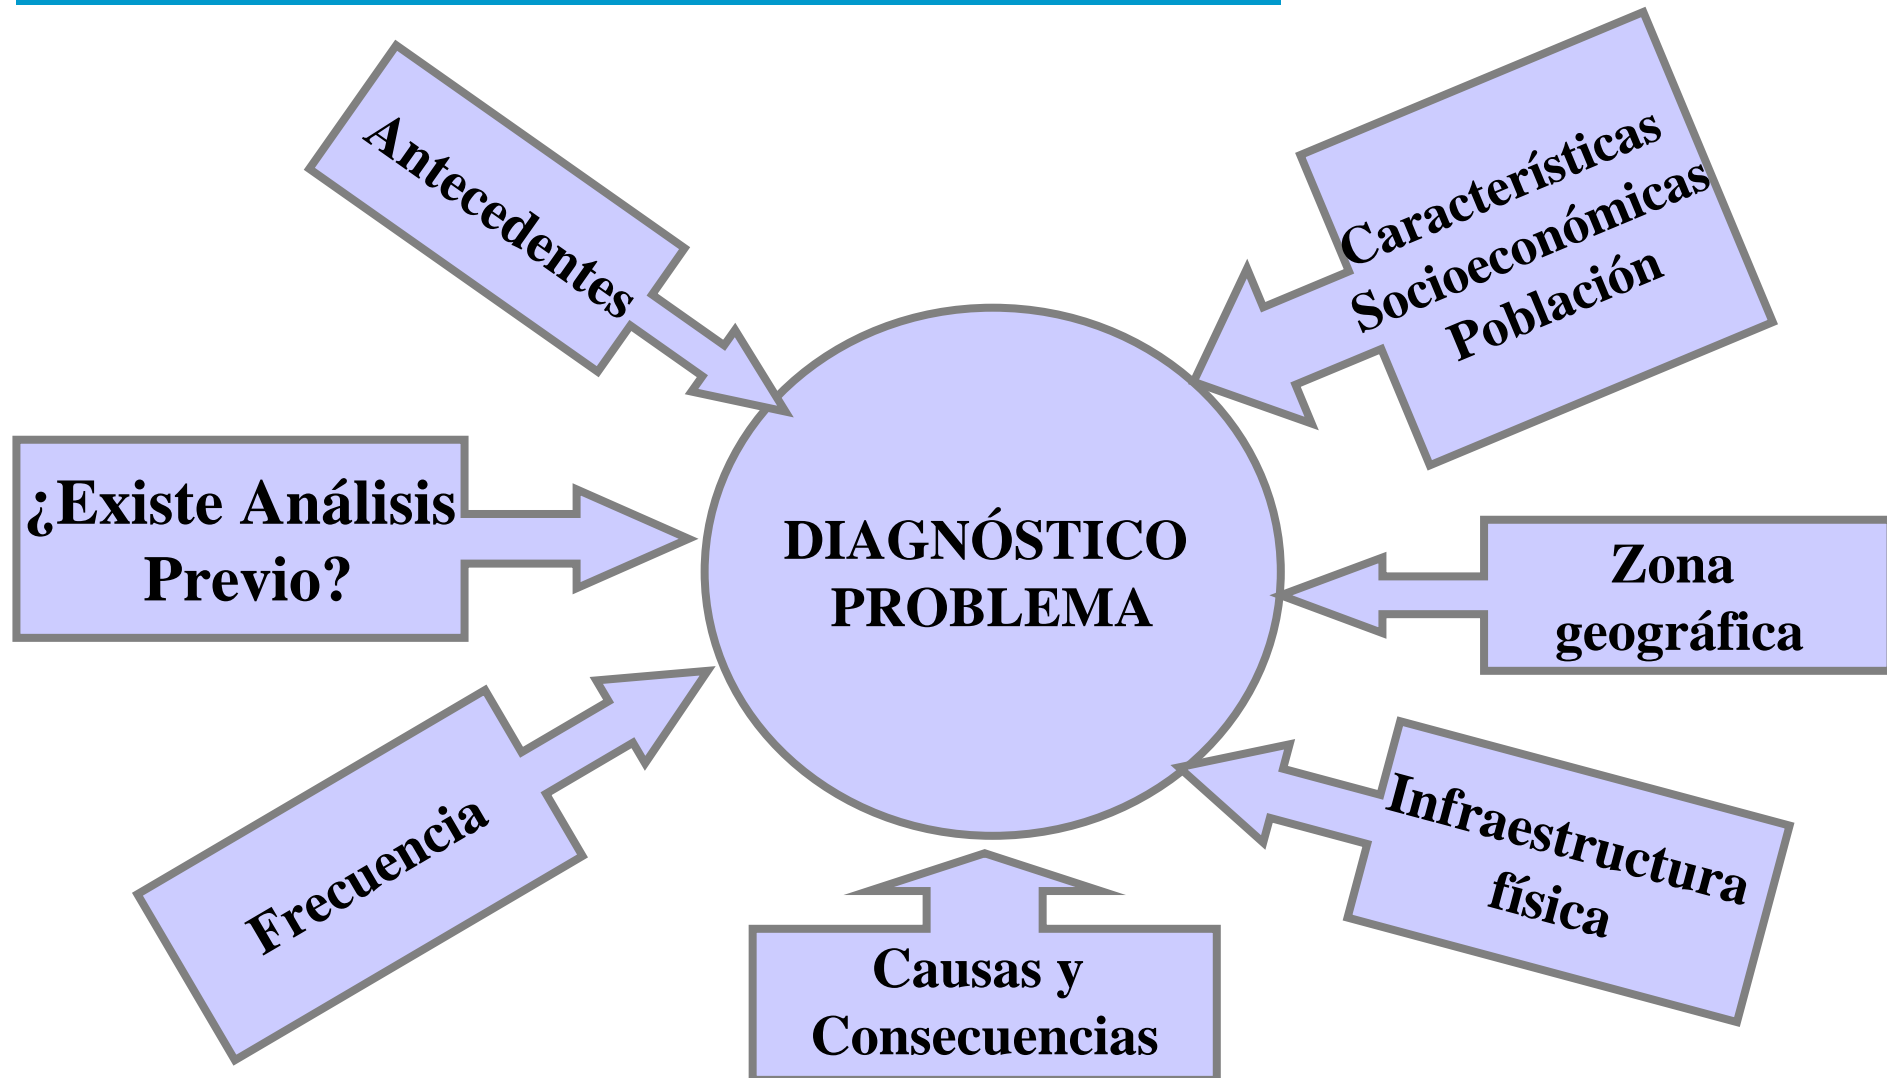 Antecedentes
Características
Socioeconómicas
Población
¿Existe Análisis
Previo?
DIAGNÓSTICO
PROBLEMA
Zona
geográfica
Frecuencia
Infraestructura
física
Causas y
Consecuencias